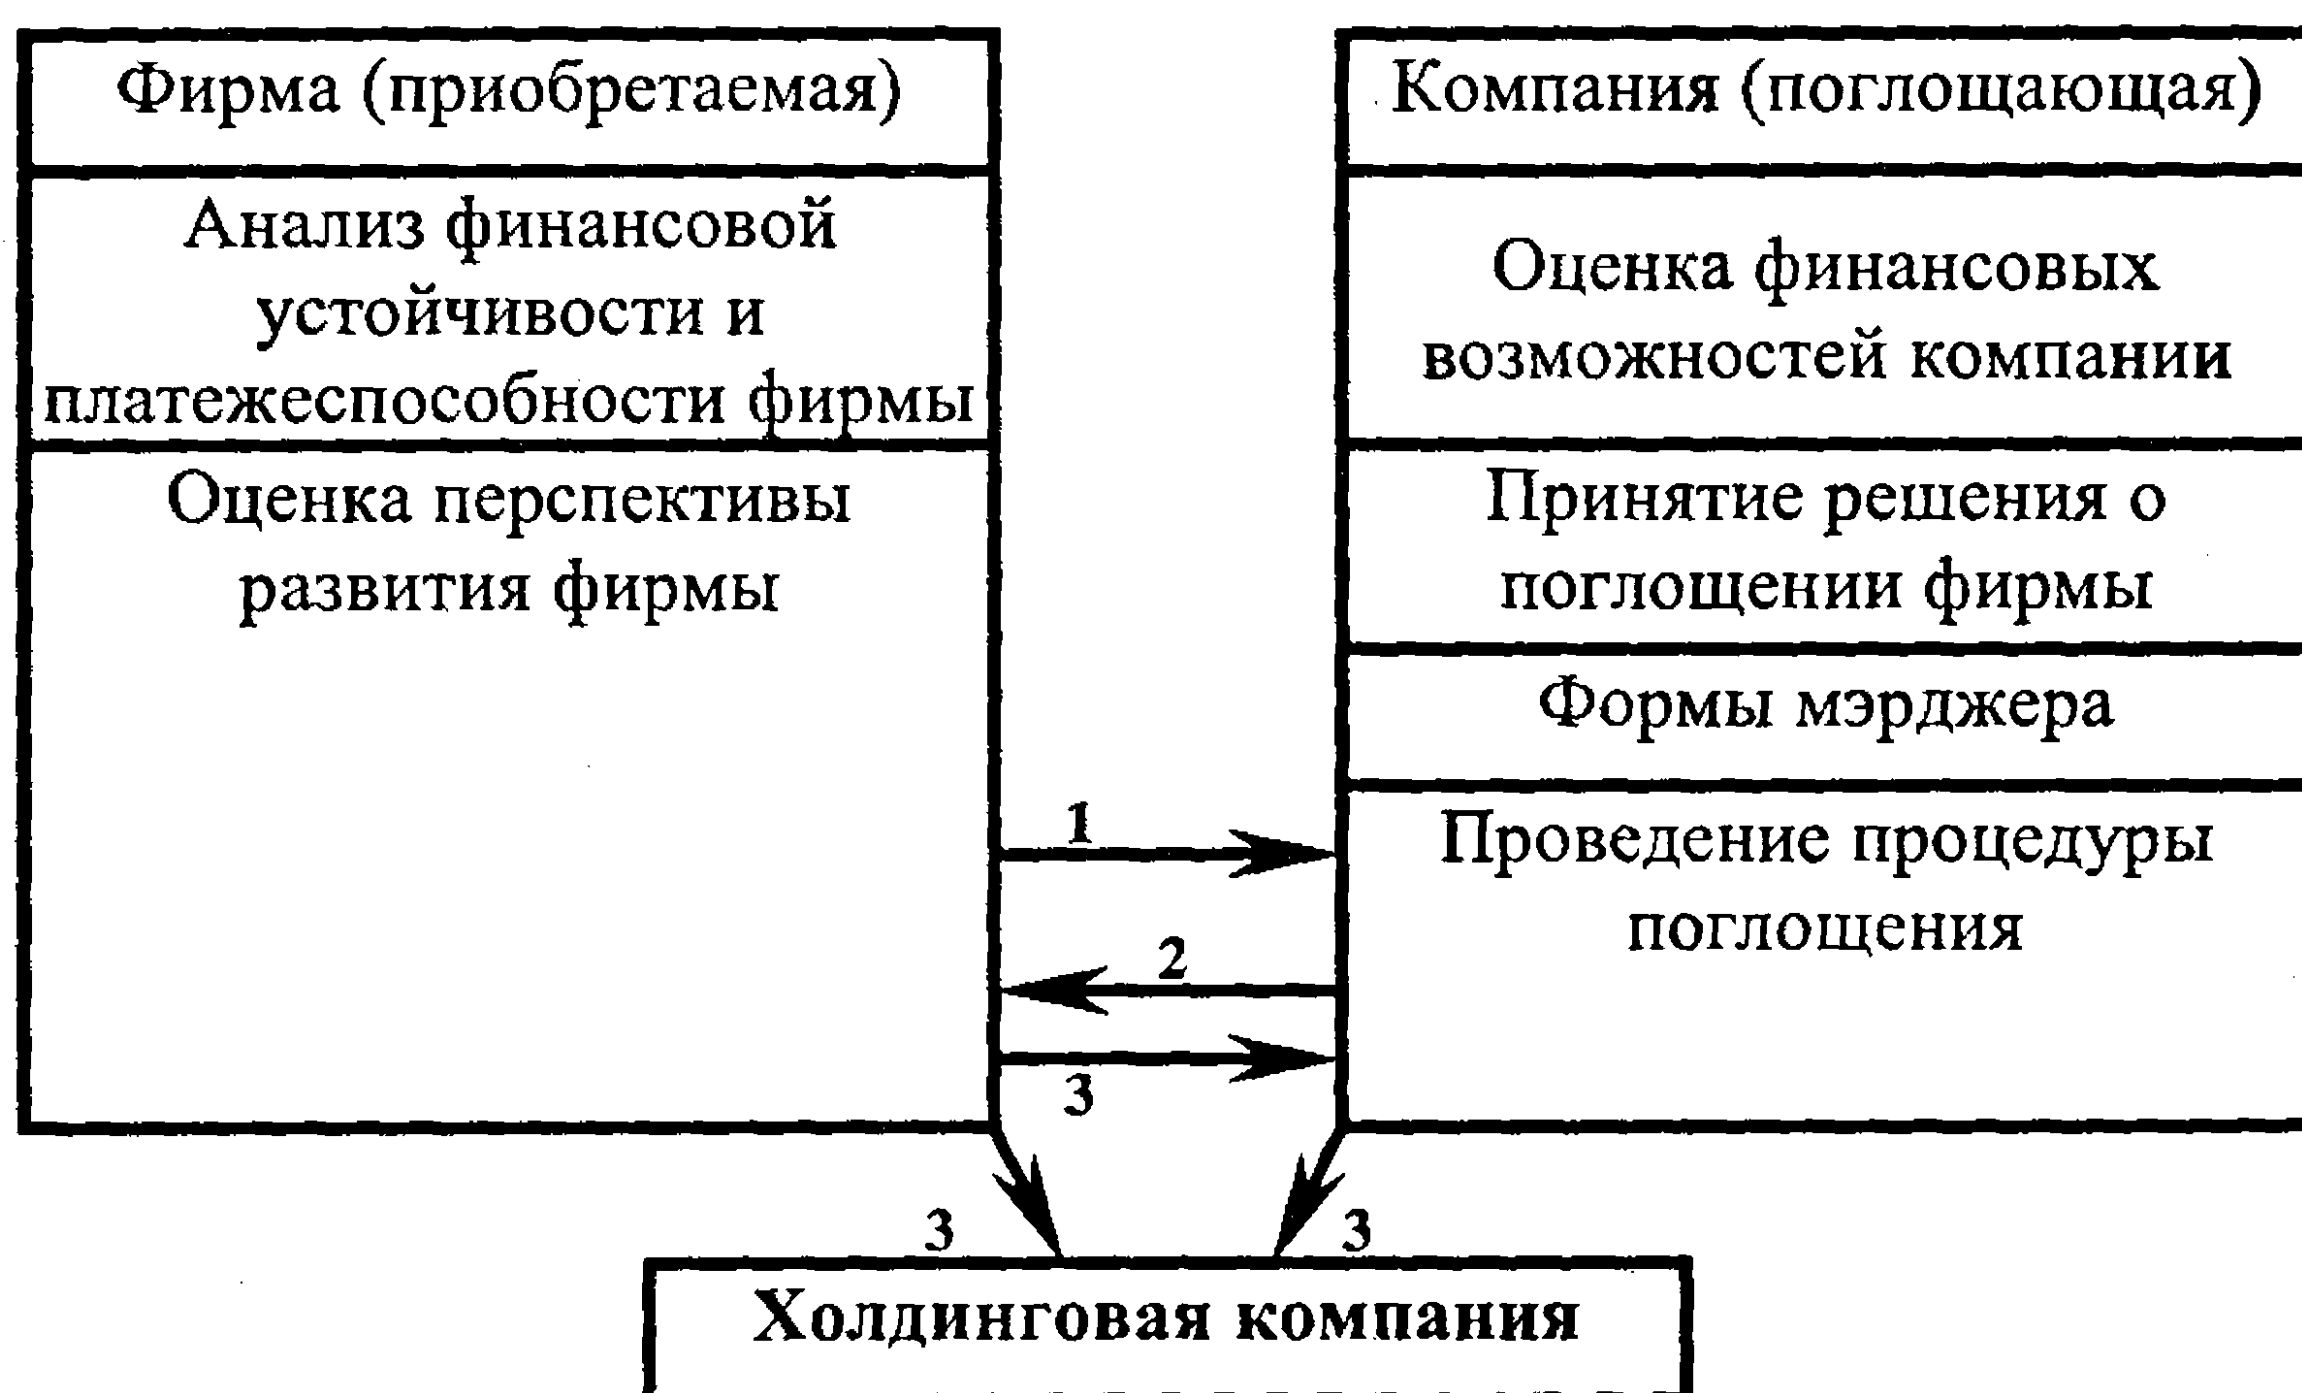 Фирма (приобретаемая)
Анализ финансовой
устойчивости и
платежеспособности фирмы
Оценка перспективы
развития фирмы
Компания (поглощающая)
Оценка финансовых
возможностей компании
Принятие решения о
поглощении фирмы
Формы мэрджера
Проведение процедуры
поглощения
1
2
3
3
3
Холдинговая компания